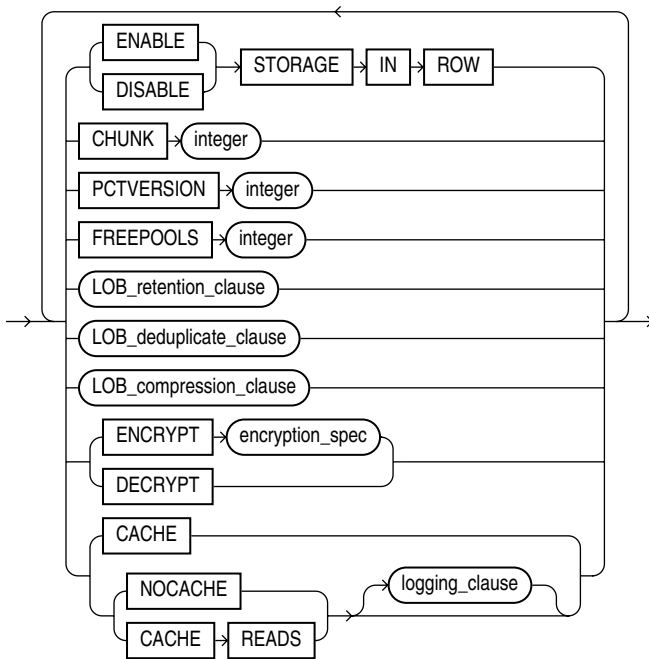 ENABLE
DISABLE
STORAGE IN ROW
CHUNK integer
PCTVERSION integer
FREEPOOLS integer
LOB_retention_clause
LOB_deduplicate_clause
LOB_compression_clause
ENCRYPT encryption_spec
DECRYPT
CACHE
NOCACHE
CACHE READS
logging_clause